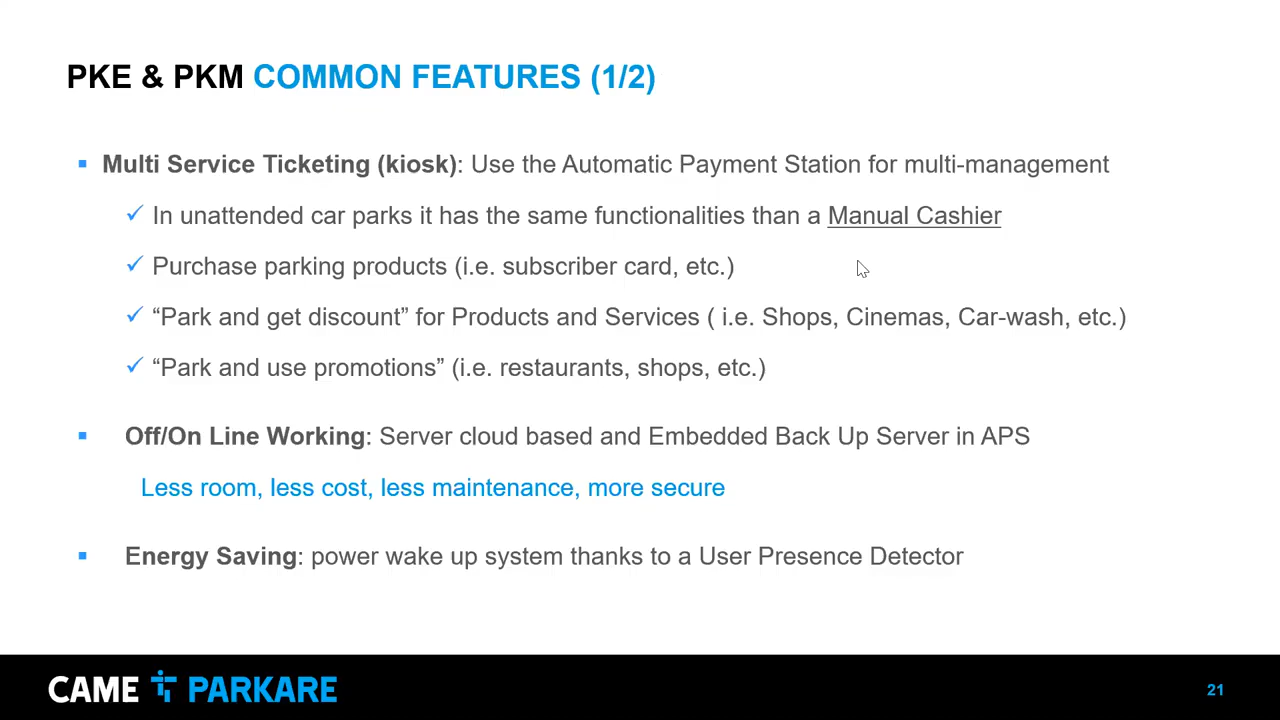 PKE & PKM COMMON FEATURES (1/2)
Multi Service Ticketing (kiosk): Use the Automatic Payment Station for multi-management
In unattended car parks it has the same functionalities than a Manual Cashier
Purchase parking products (i.e. subscriber card, etc.)
“Park and get discount” for Products and Services ( i.e. Shops, Cinemas, Car-wash, etc.)
“Park and use promotions” (i.e. restaurants, shops, etc.)
Off/On Line Working: Server cloud based and Embedded Back Up Server in APS
Less room, less cost, less maintenance, more secure
Energy Saving: power wake up system thanks to a User Presence Detector
CAME PARKARE
21